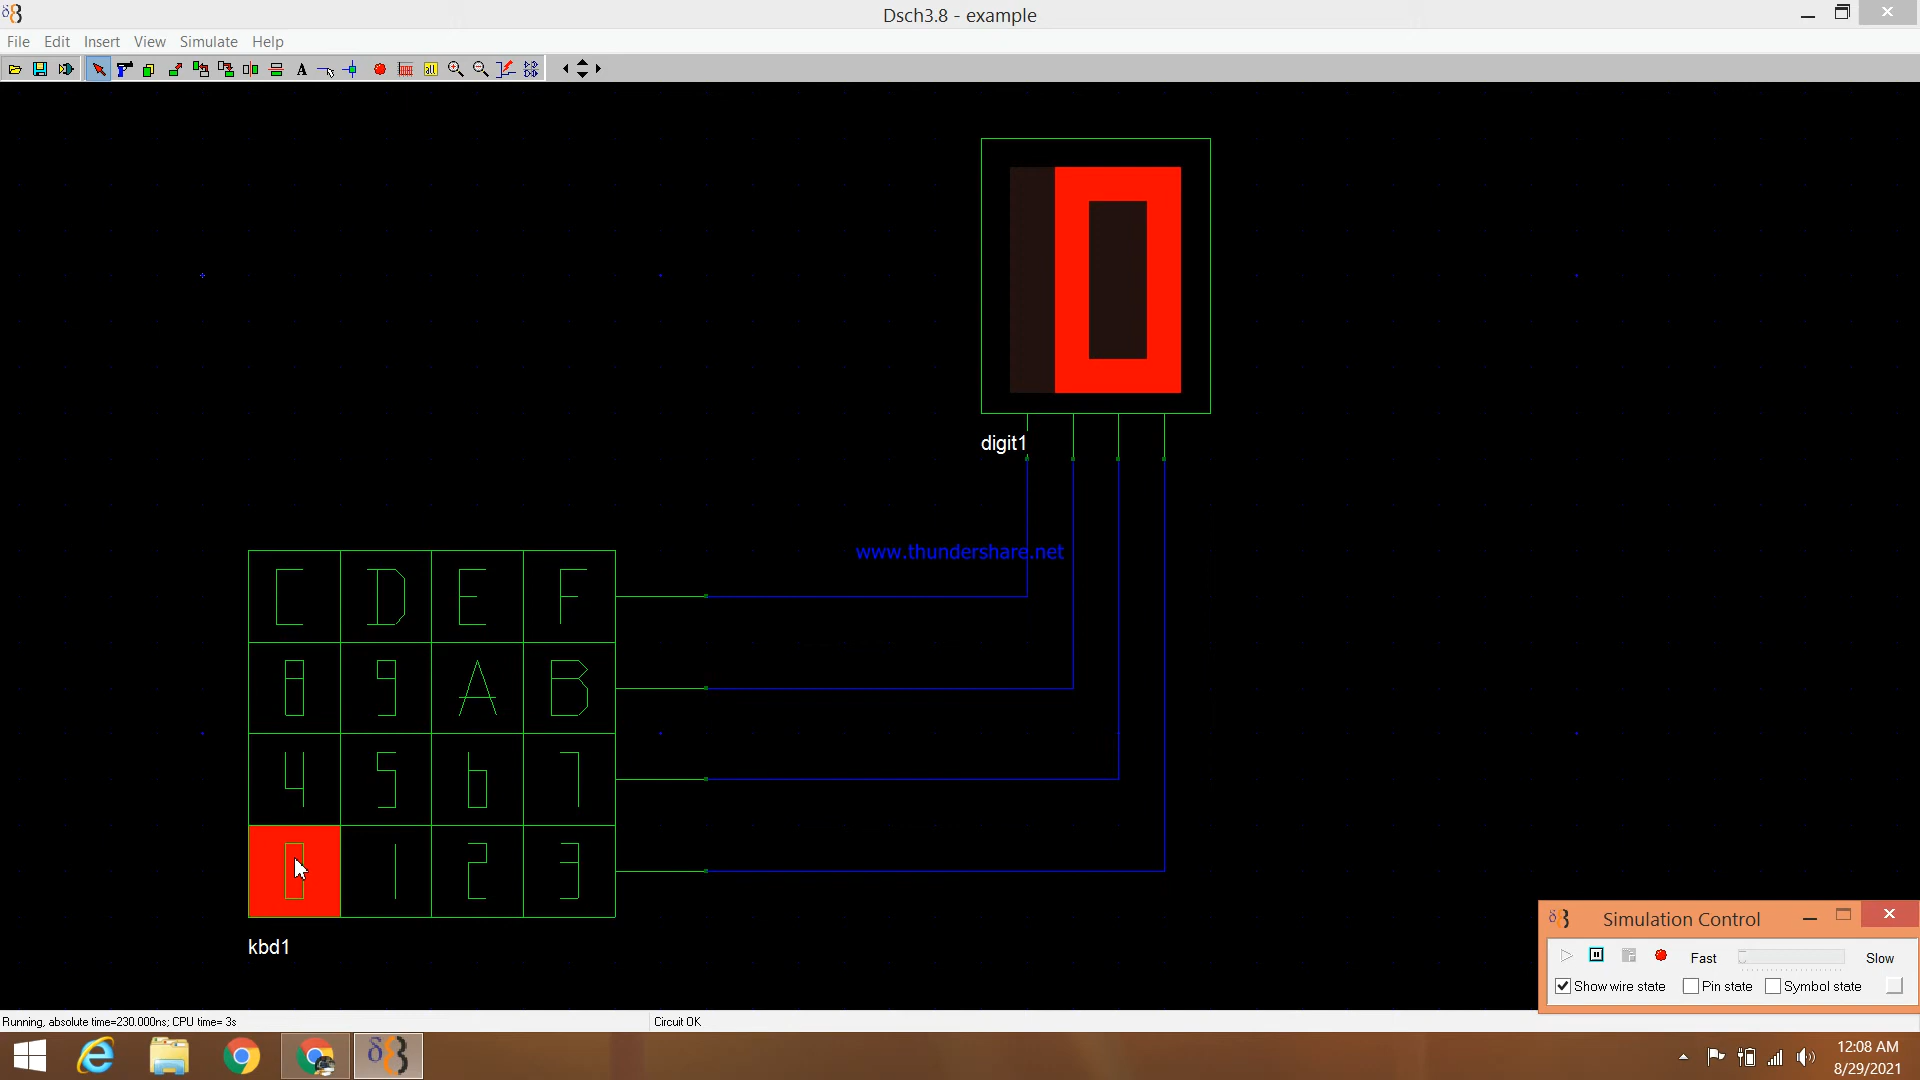 Dsch3.8 - example
File Edit Insert View Simulate Help
A
all
digit1
www.thundershare.net
C D E F
8 9 A B
4 5 6 7
0 1 2 3
kbd1
Simulation Control
Fast Slow
Show wire state Pin state Symbol state
Running, absolute time=230.000ns; CPU time= 3s
Circuit OK
12:08 AM
8/29/2021